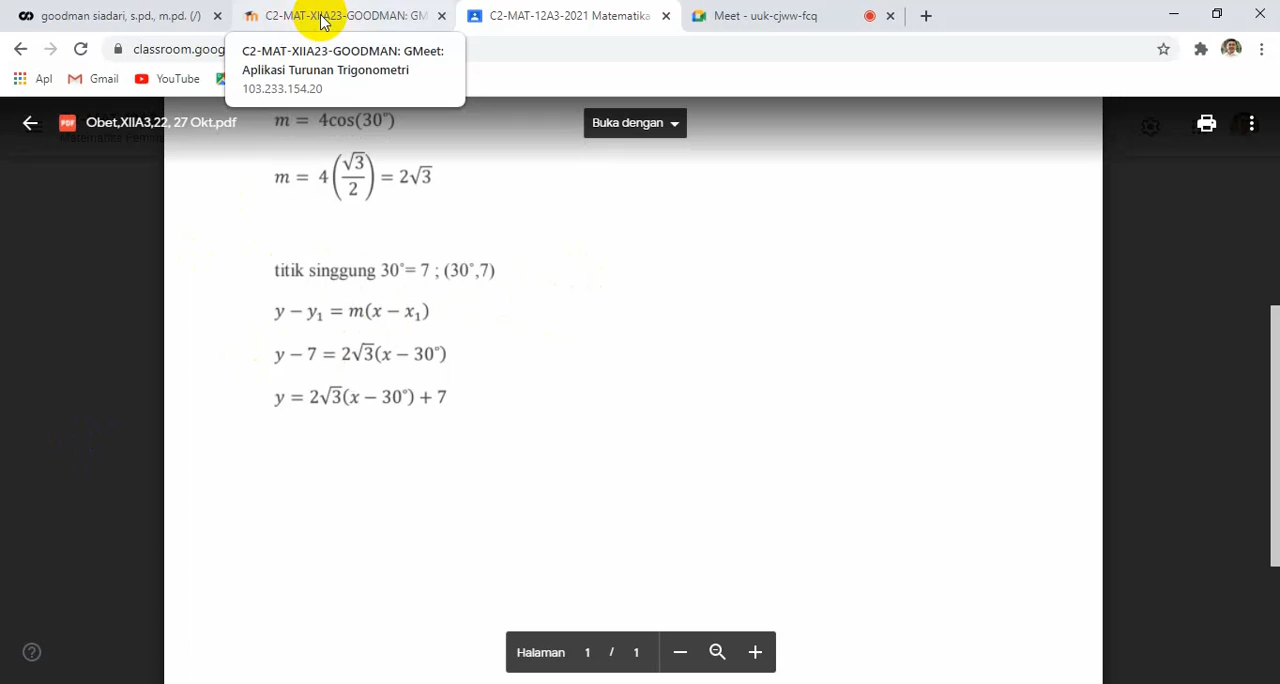 goodman siadari, s.pd., m.pd. (/)
C2-MAT-XIIA23-GOODMAN: GM
C2-MAT-12A3-2021 Matematika
Meet - uuk-cjww-fcq
classroom.goog
C2-MAT-XIIA23-GOODMAN: GMeet:
Aplikasi Turunan Trigonometri
103.233.154.20
Apl
Gmail
YouTube
PDF
Obet,XIIA3,22, 27 Okt.pdf
Buka dengan
m = 4cos(30°)
m = 4(√3/2) = 2√3
titik singgung 30°= 7 ; (30°,7)
y − y₁ = m(x − x₁)
y − 7 = 2√3(x − 30°)
y = 2√3(x − 30°) + 7
Halaman 1 / 1